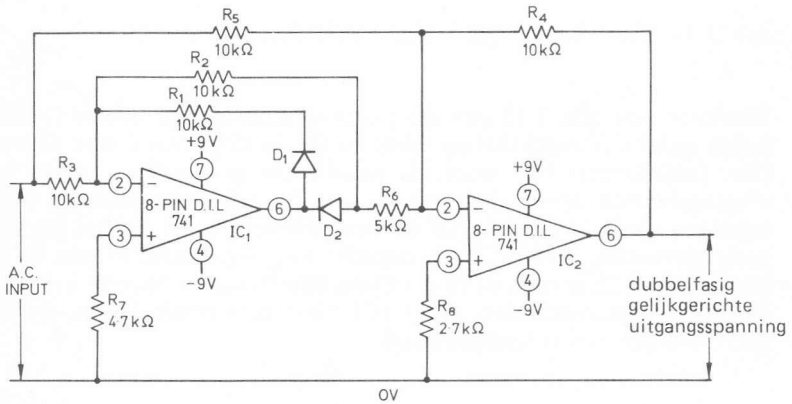 R5
10kΩ
R4
10kΩ
R2
10kΩ
R1
10kΩ
+9V
7
D1
R3
10kΩ
2
−
8-PIN D.I.L
741
6
3
+
IC1
4
−9V
D2
R6
5kΩ
+9V
7
2
−
8- PIN D.I.L
741
6
3
+
IC2
4
−9V
A.C.
INPUT
R7
4·7kΩ
R8
2·7kΩ
dubbelfasig
gelijkgerichte
uitgangsspanning
0V